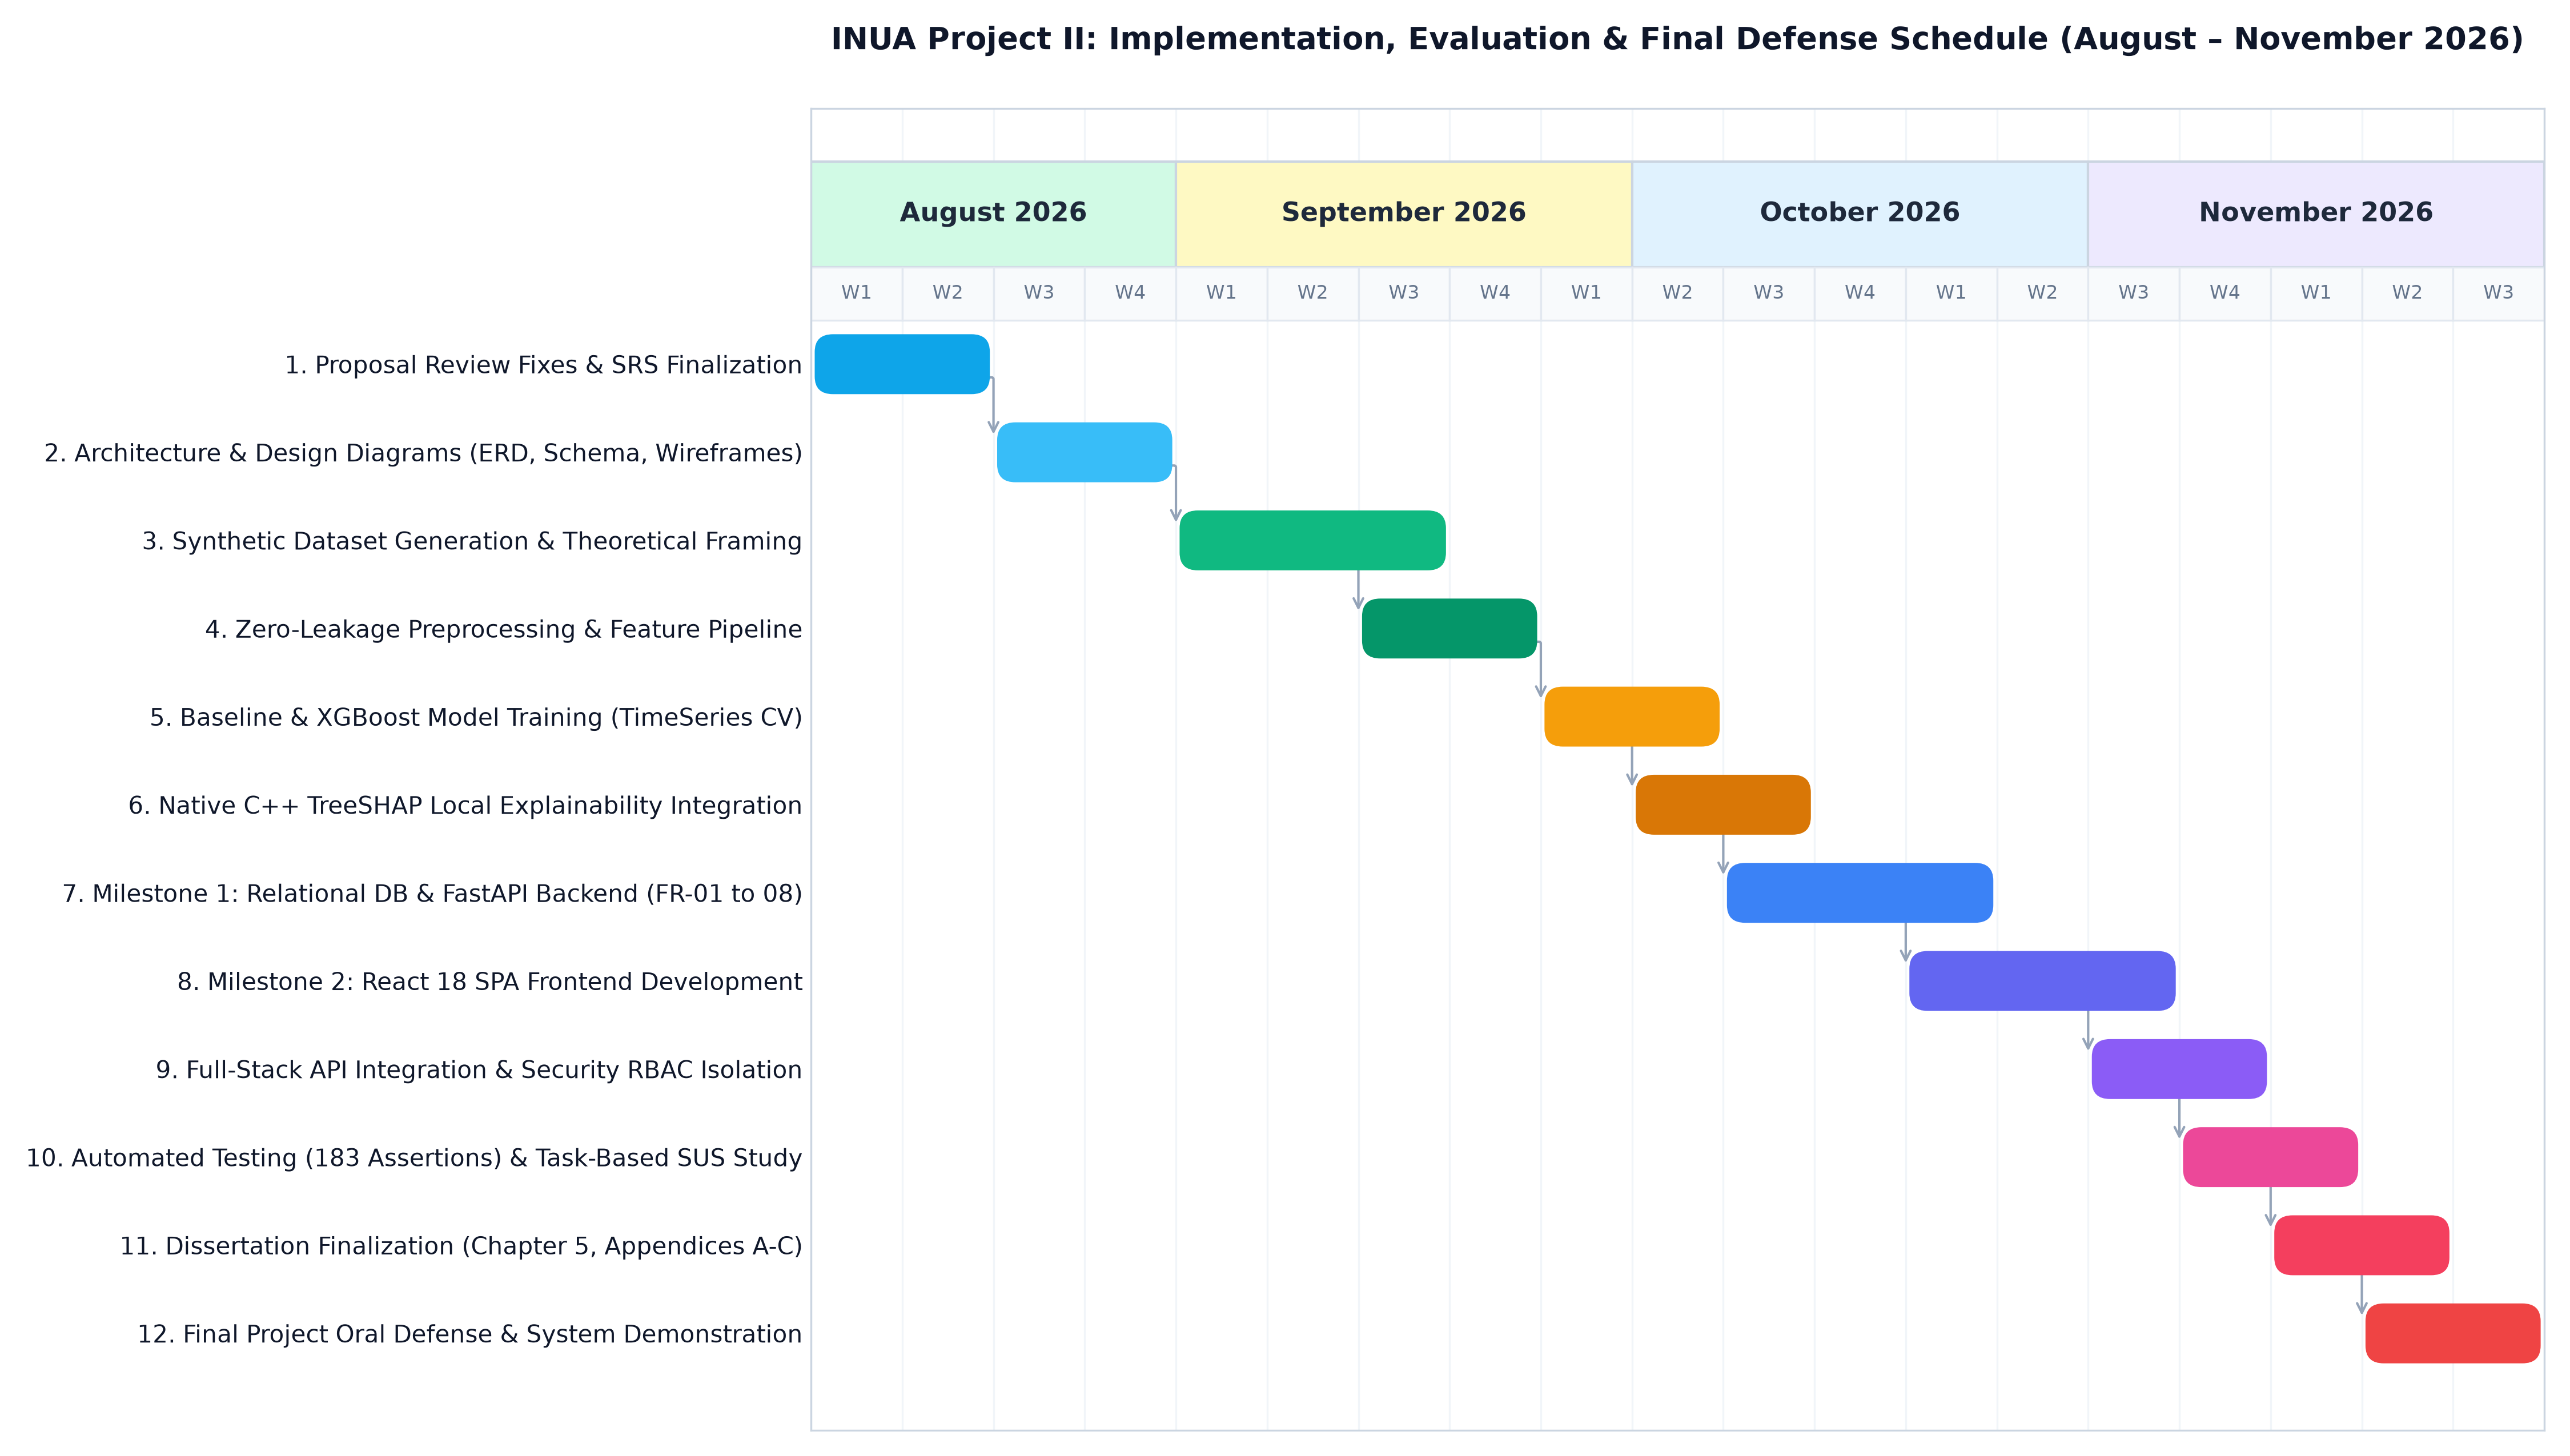 INUA Project II: Implementation, Evaluation & Final Defense Schedule (August – November 2026)
August 2026 September 2026 October 2026 November 2026
W1 W2 W3 W4 W1 W2 W3 W4 W1 W2 W3 W4 W1 W2 W3 W4 W1 W2 W3
1. Proposal Review Fixes & SRS Finalization
2. Architecture & Design Diagrams (ERD, Schema, Wireframes)
3. Synthetic Dataset Generation & Theoretical Framing
4. Zero-Leakage Preprocessing & Feature Pipeline
5. Baseline & XGBoost Model Training (TimeSeries CV)
6. Native C++ TreeSHAP Local Explainability Integration
7. Milestone 1: Relational DB & FastAPI Backend (FR-01 to 08)
8. Milestone 2: React 18 SPA Frontend Development
9. Full-Stack API Integration & Security RBAC Isolation
10. Automated Testing (183 Assertions) & Task-Based SUS Study
11. Dissertation Finalization (Chapter 5, Appendices A-C)
12. Final Project Oral Defense & System Demonstration